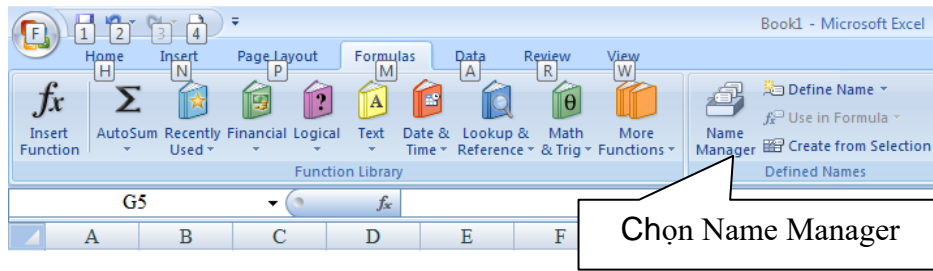 F 1 2 3 4 Book1 - Microsoft Excel
Home Insert Page Layout Formulas Data Review View
H N P M A R W
fx Σ ? A θ Define Name
Use in Formula
Insert AutoSum Recently Financial Logical Text Date & Lookup & Math More Name
Function Used Time Reference & Trig Functions Manager Create from Selection
Function Library Defined Names
G5 fx
A B C D E F
Chọn Name Manager